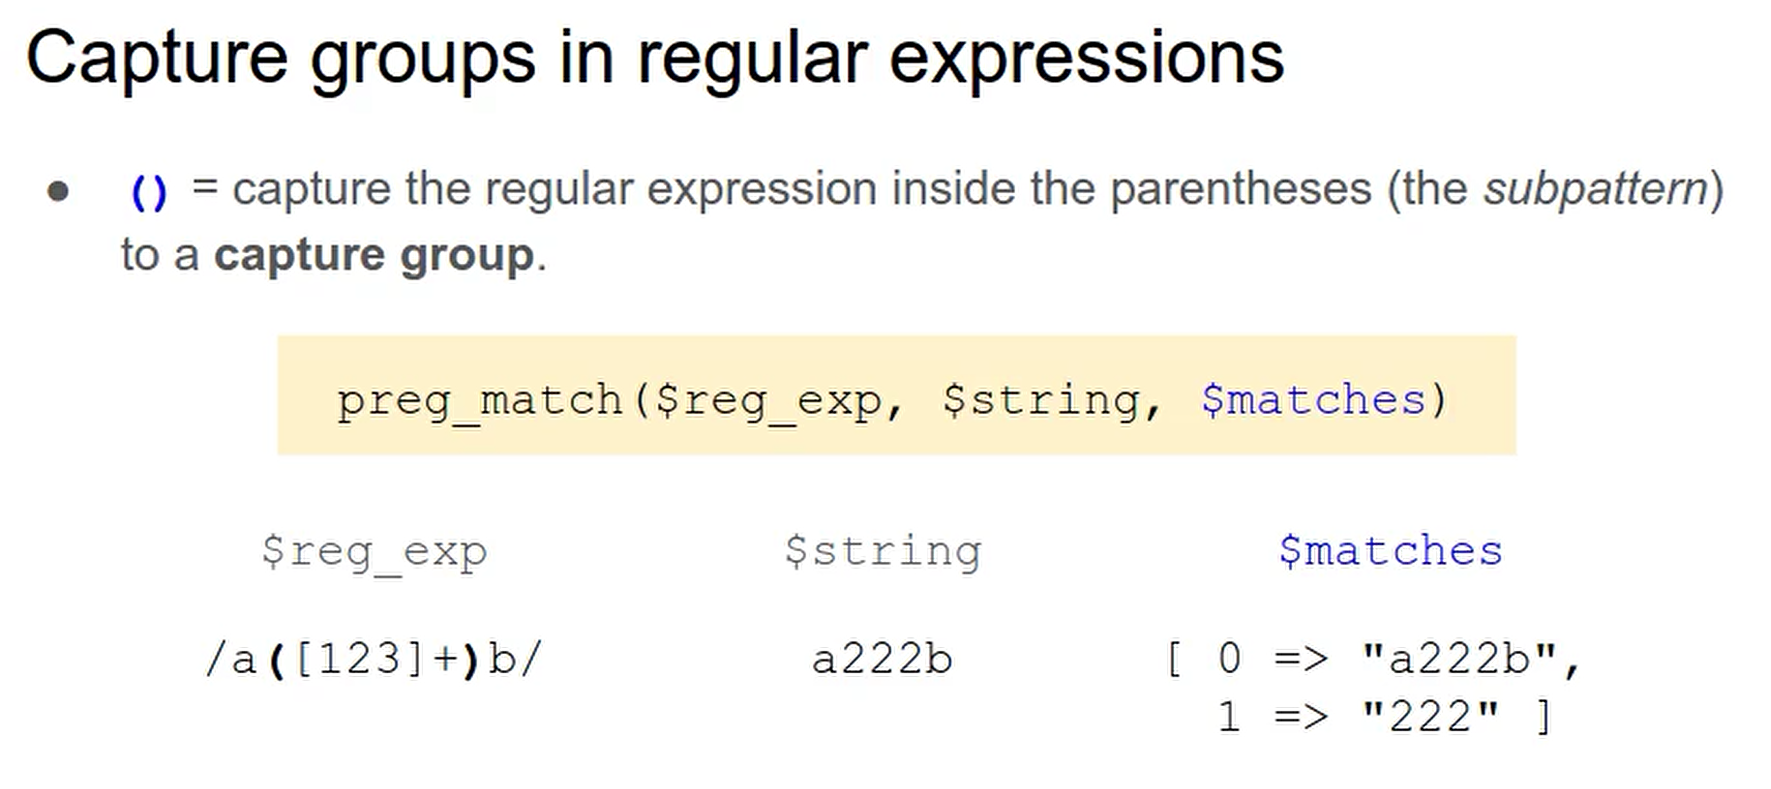 Capture groups in regular expressions
● () = capture the regular expression inside the parentheses (the subpattern)
to a capture group.
preg_match($reg_exp, $string, $matches)
$reg_exp $string $matches
/a([123]+)b/ a222b [ 0 => "a222b",
1 => "222" ]